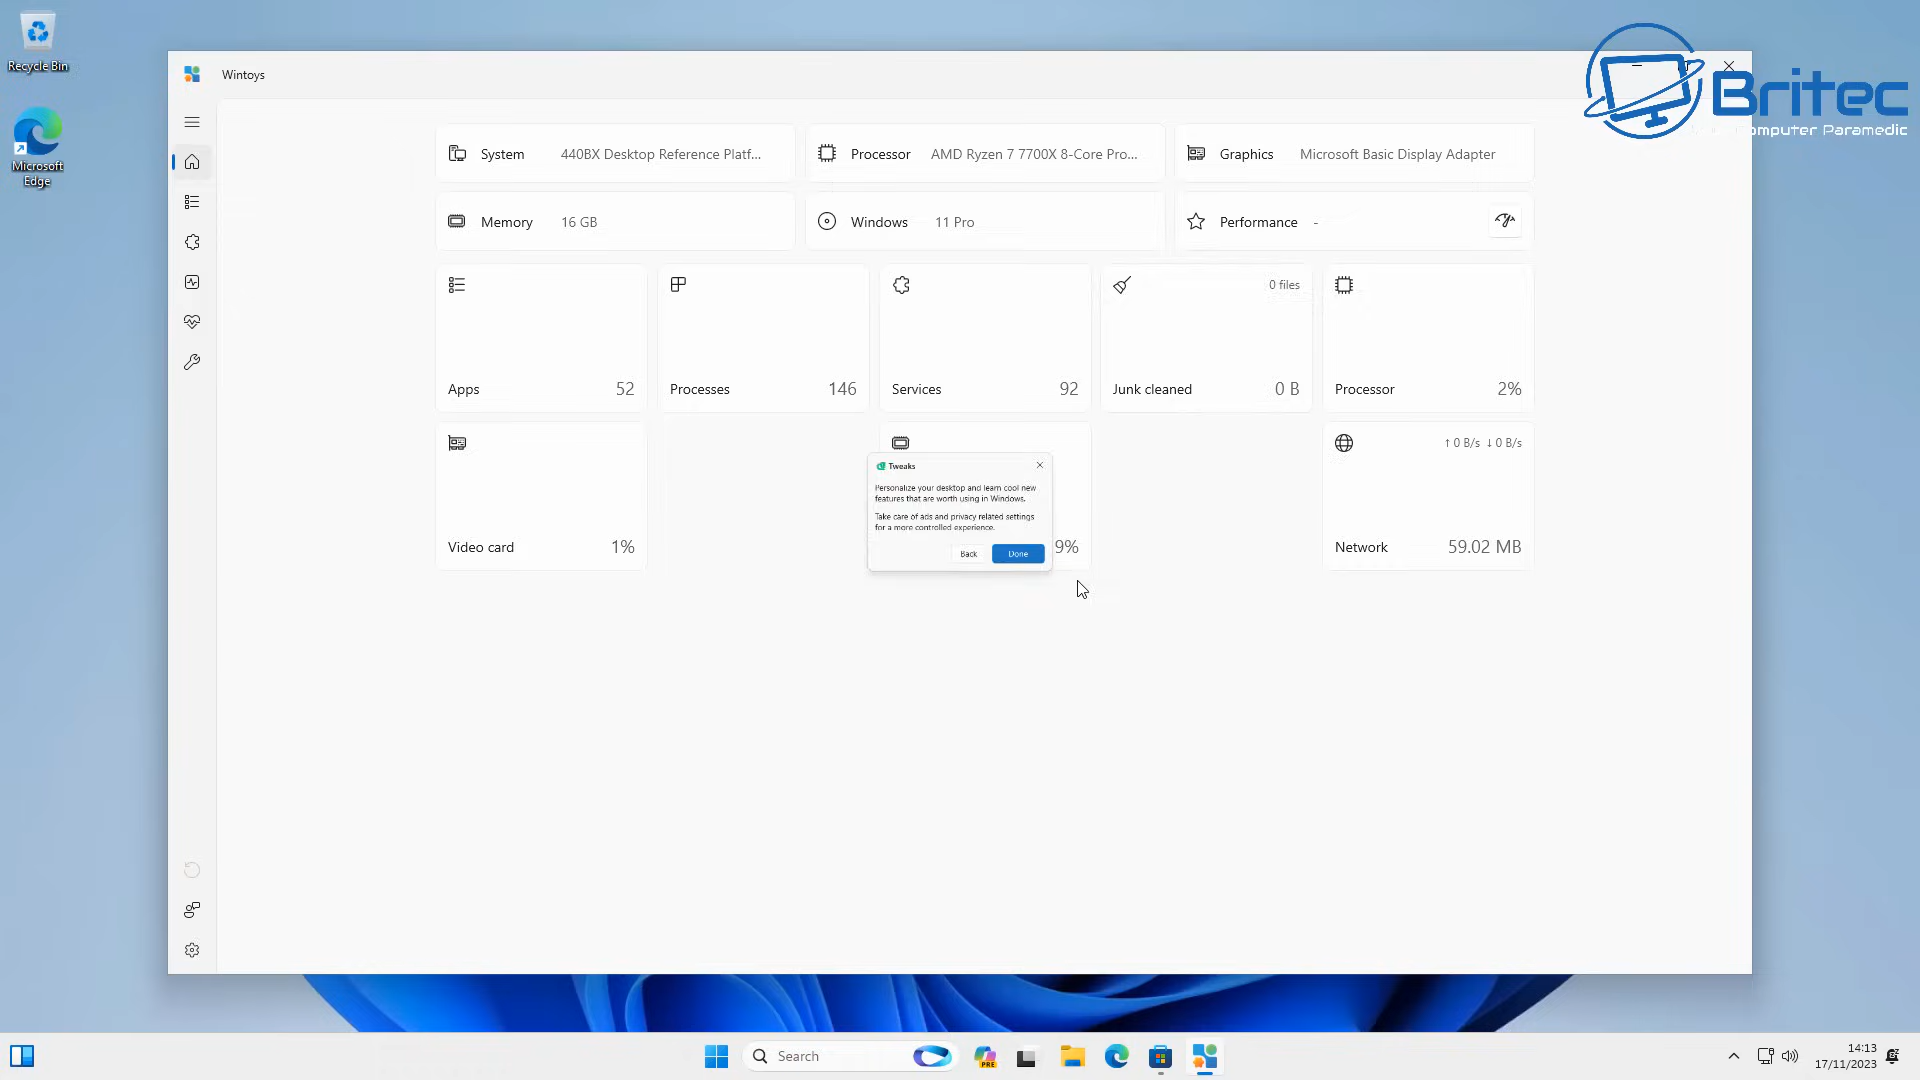 Recycle Bin
Microsoft
Edge
Wintoys
Britec
Computer Paramedic
System 440BX Desktop Reference Platf...
Processor AMD Ryzen 7 7700X 8-Core Pro...
Graphics Microsoft Basic Display Adapter
Memory 16 GB
Windows 11 Pro
Performance -
0 files
Apps 52
Processes 146
Services 92
Junk cleaned 0 B
Processor 2%
↑ 0 B/s ↓ 0 B/s
Tweaks
Personalize your desktop and learn cool new
features that are worth using in Windows.
Take care of ads and privacy related settings
for a more controlled experience.
Back Done
Video card 1%
9%
Network 59.02 MB
Search
PRE
14:13
17/11/2023